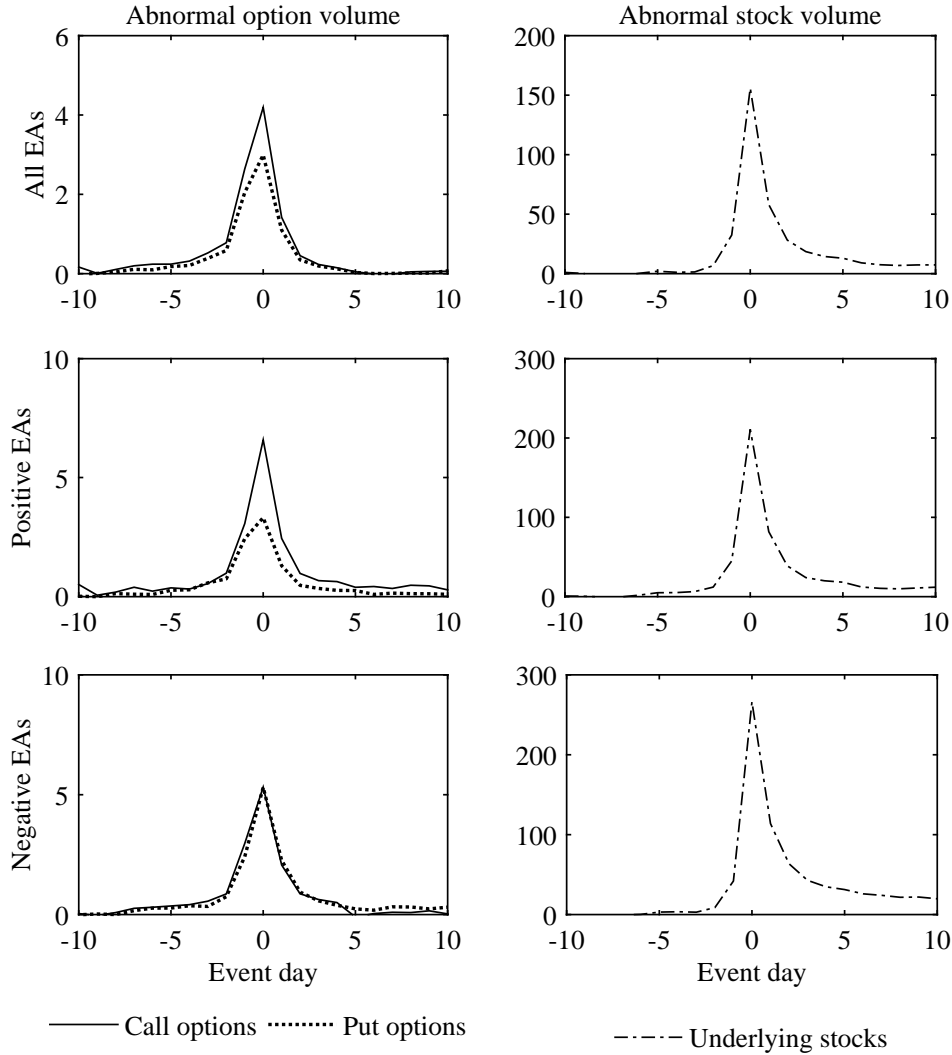 Abnormal option volume
Abnormal stock volume
All EAs
6
4
2
0
-10 -5 0 5 10
200
150
100
50
0
-10 -5 0 5 10
Positive EAs
10
5
0
-10 -5 0 5 10
300
200
100
0
-10 -5 0 5 10
Negative EAs
10
5
0
-10 -5 0 5 10
Event day
300
200
100
0
-10 -5 0 5 10
Event day
Call options Put options
Underlying stocks